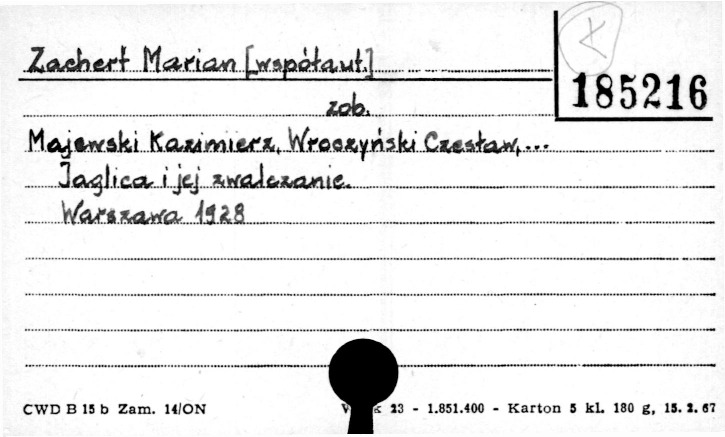 Zachert Marian [współaut.]
185216
zob.
Majewski Kazimierz, Wroczyński Czesław,...
Jaglica i jej zwalczanie.
Warszawa 1928
CWD B 15 b Zam. 14/ON
23 - 1.851.400 - Karton 5 kl. 180 g, 15. 2. 67